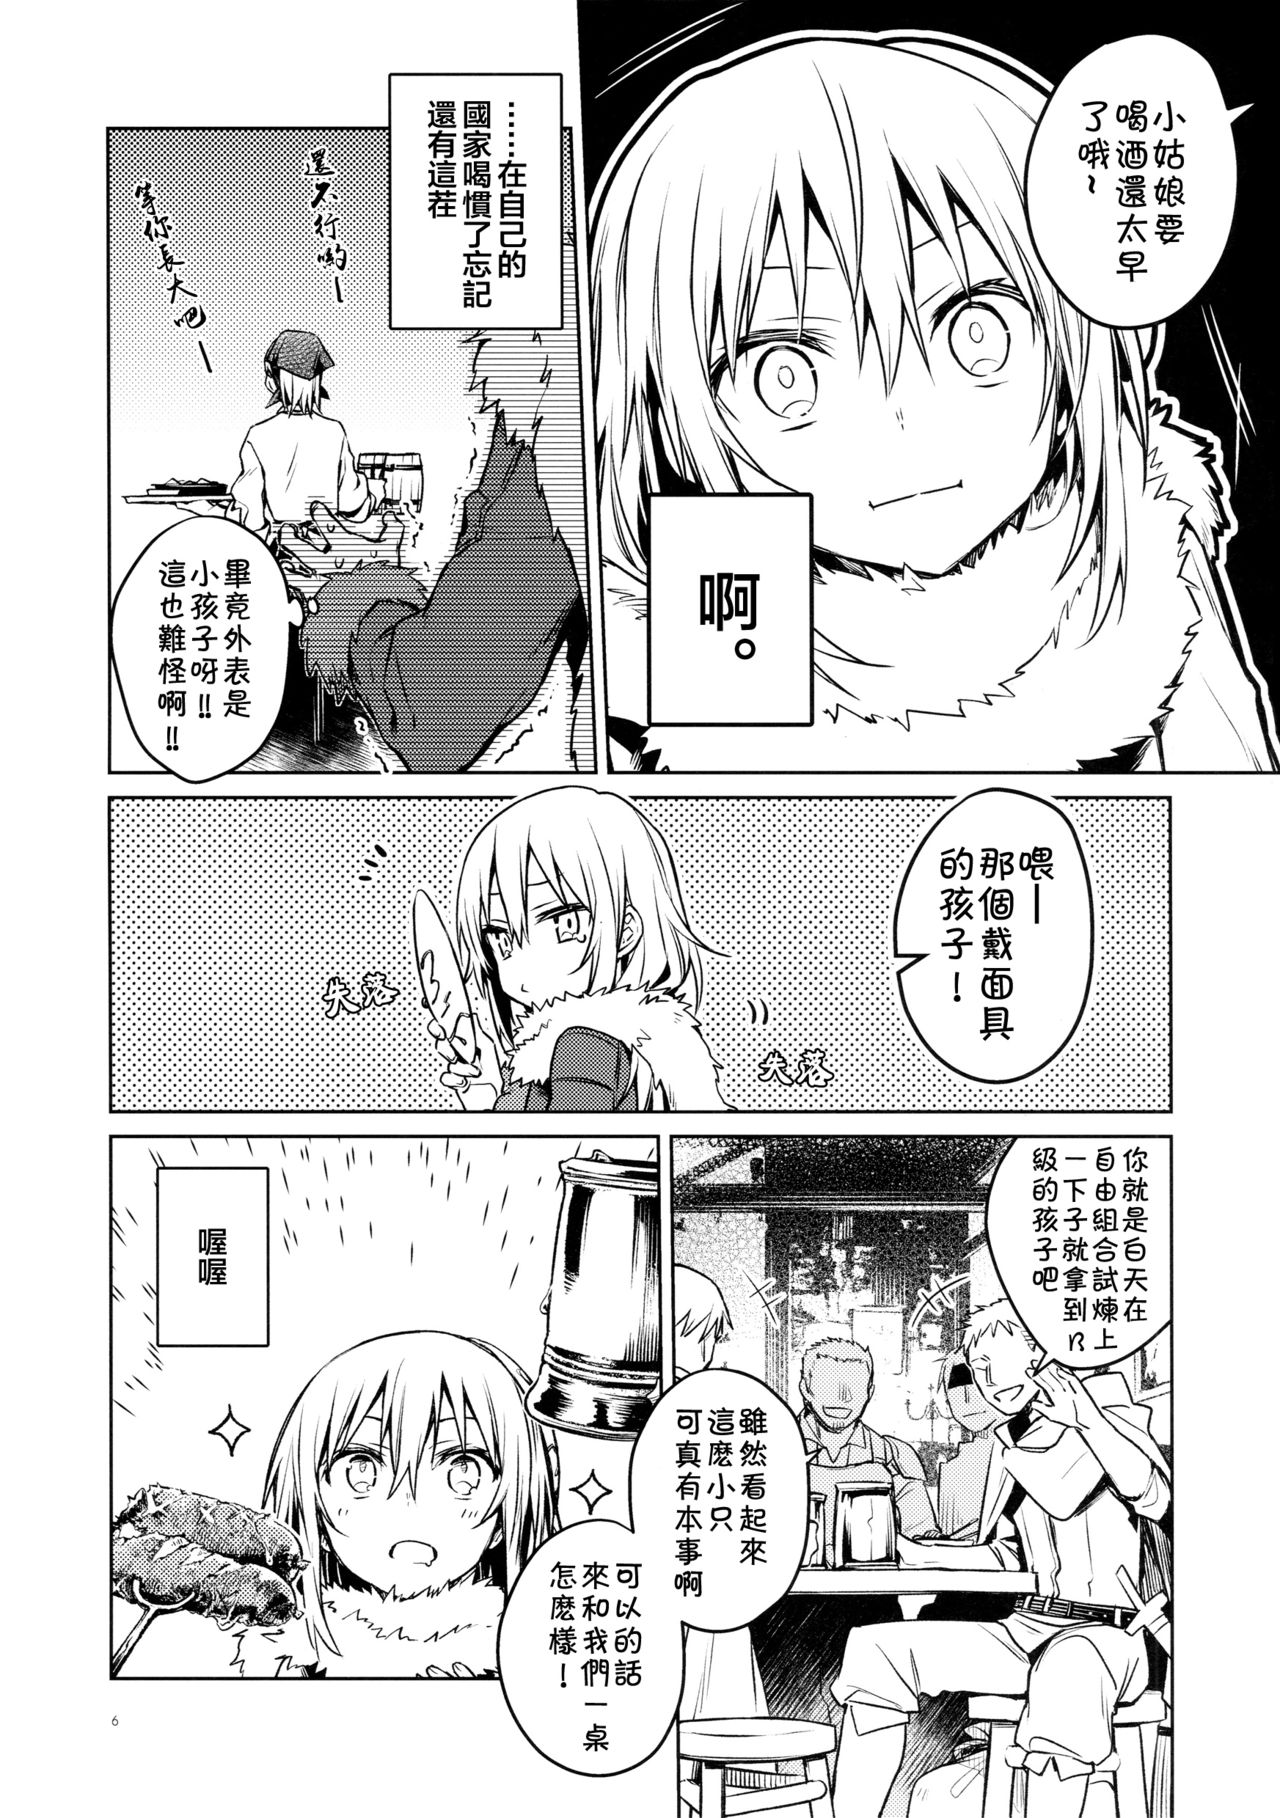 小姑娘要
喝酒還太早
了哦~
啊。
……在自己的
國家喝慣了忘記
還有這茬
還不行喲ー
等你長大吧ー
畢竟外表是
小孩子呀!!
這也難怪啊!!
喂ー
那個戴面具
的孩子!
失落
失落
你就是白天在
自由組合試煉上
一下子就拿到B
級的孩子吧
雖然看起來
這麼小只
可真有本事啊
可以的話
來和我們一桌
怎麼樣!
喔喔
6